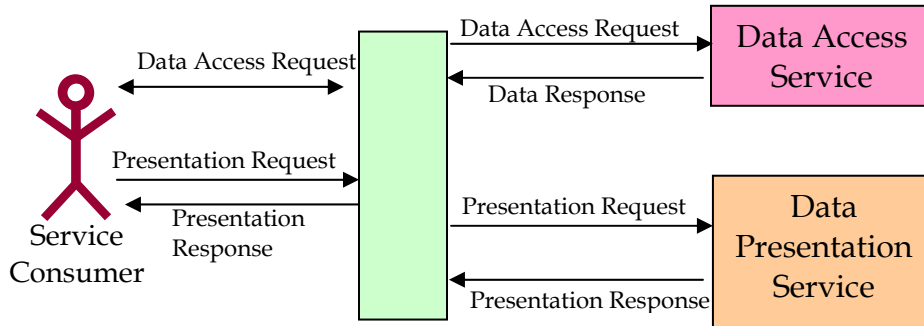 Data Access Request
Data Access
Service
Data Access Request
Data Response
Presentation Request
Presentation
Response
Presentation Request
Data
Presentation
Service
Service
Consumer
Presentation Response